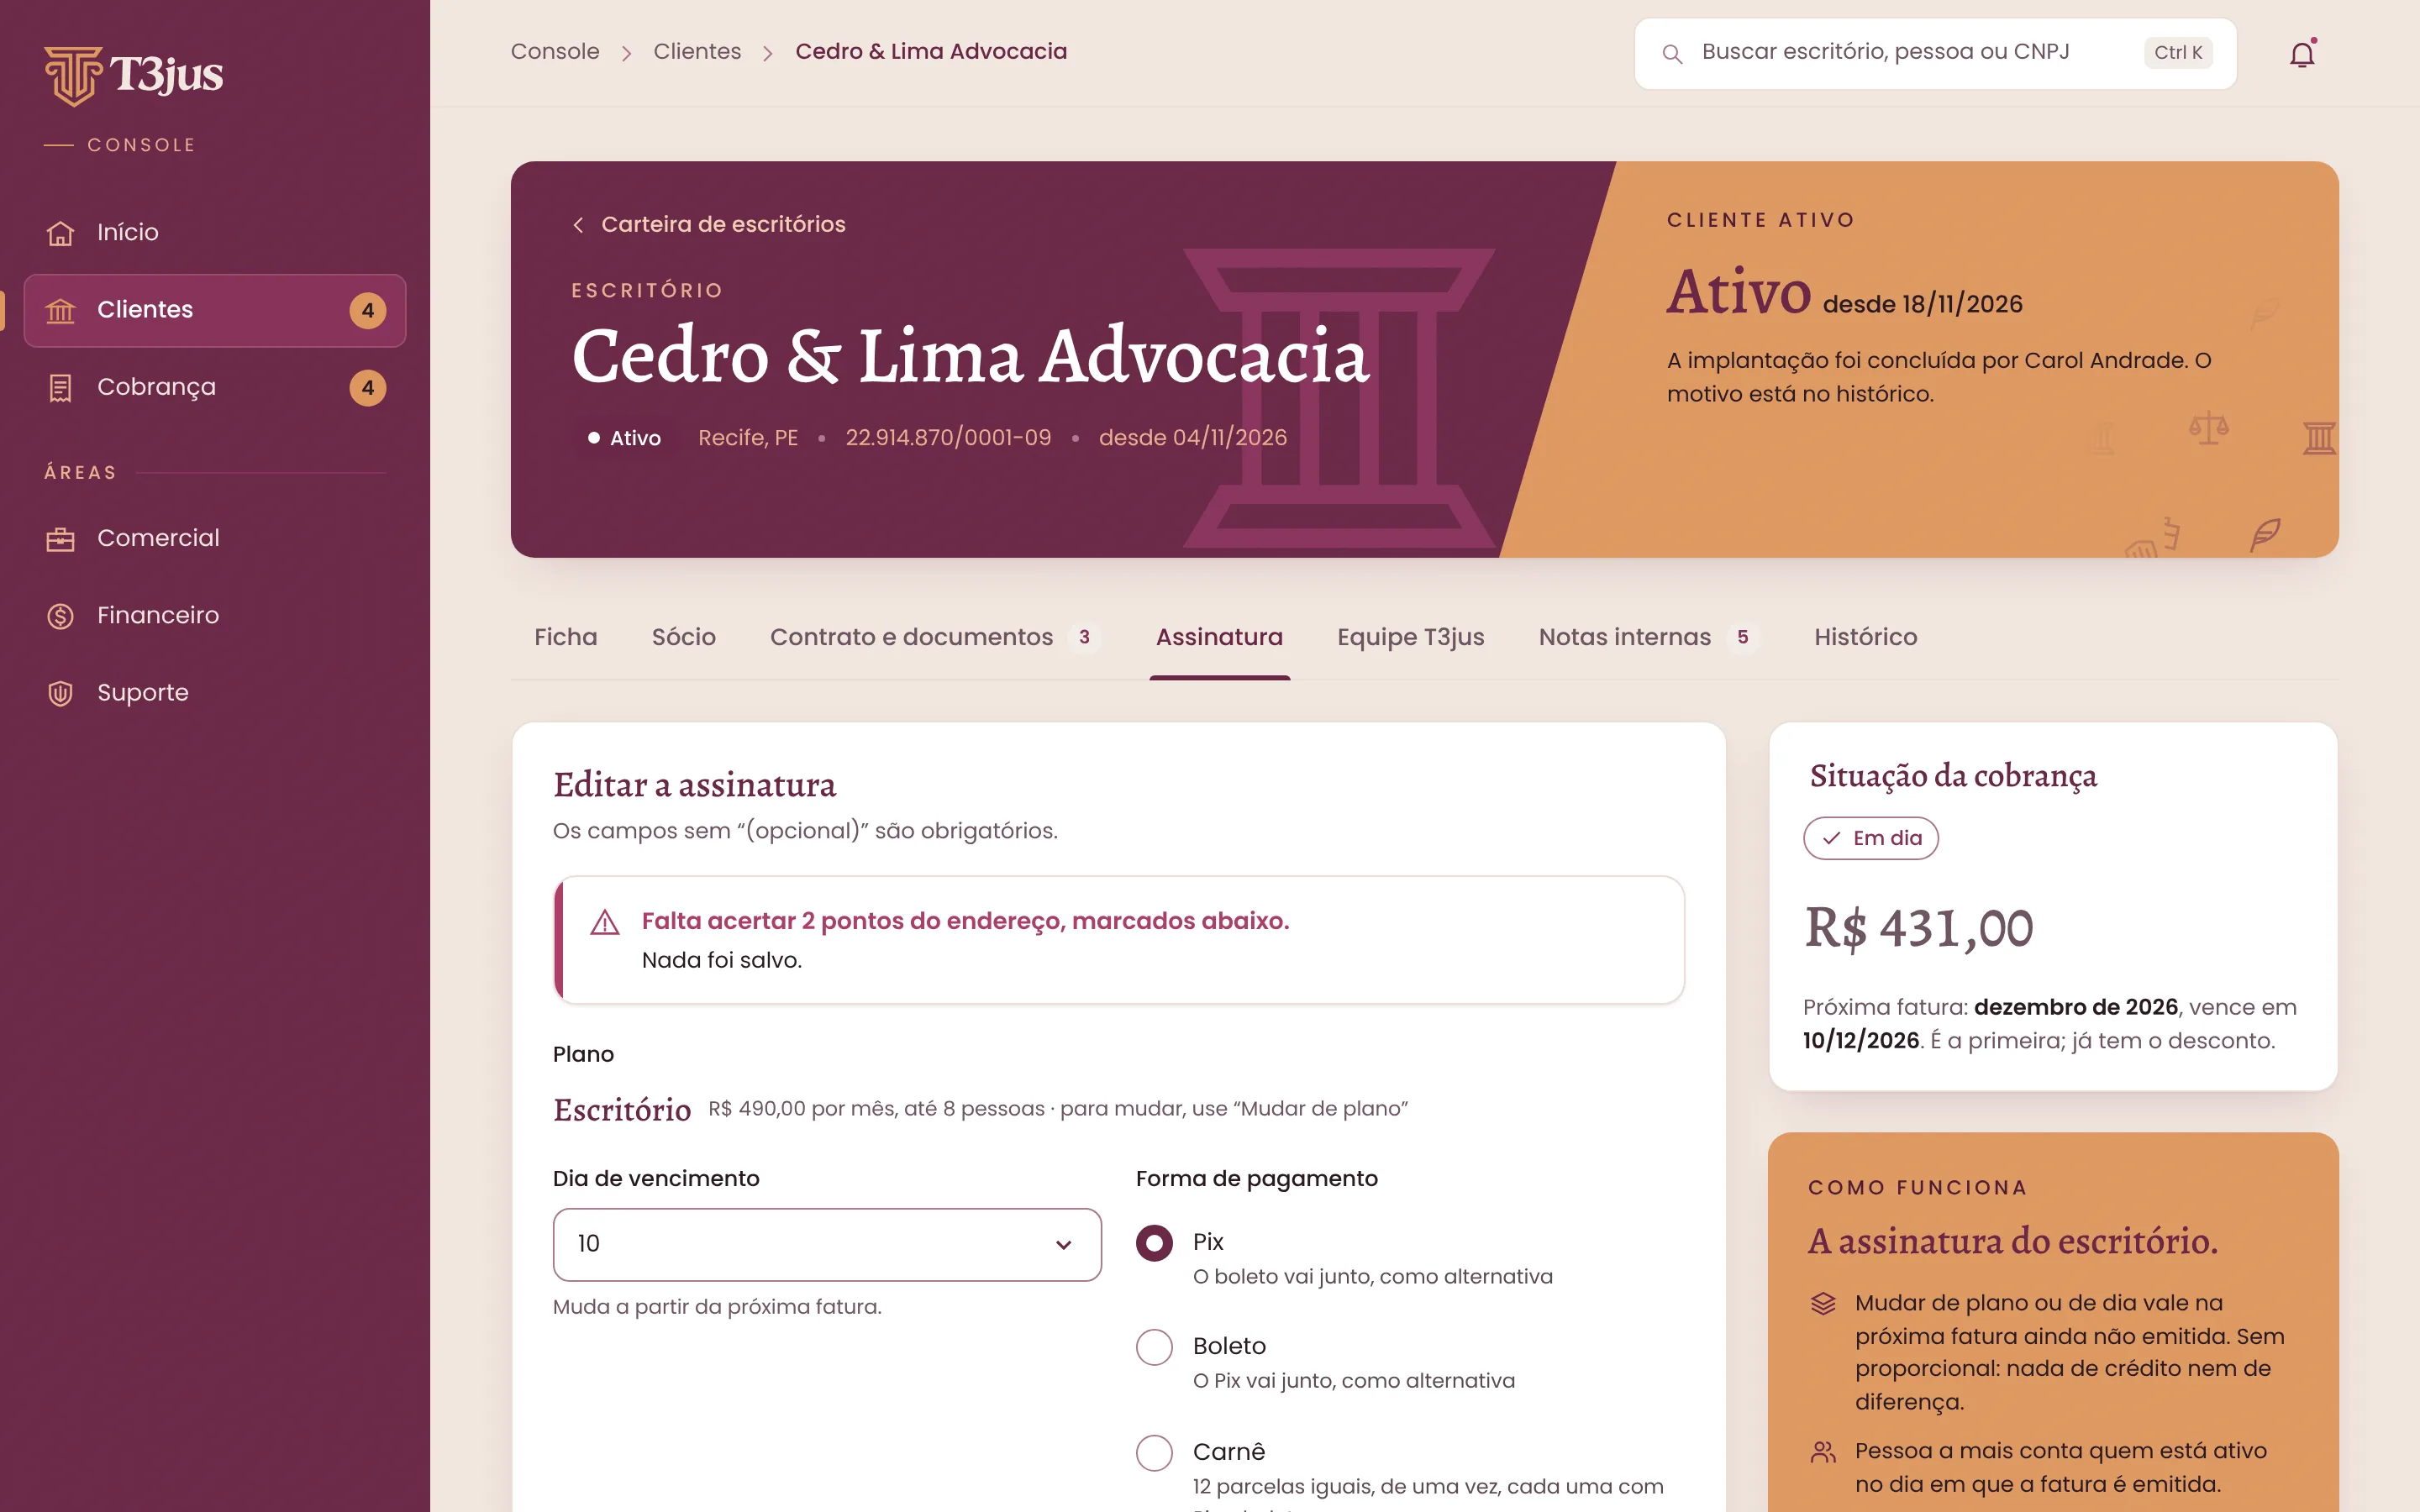 T3jus
CONSOLE
Início
Clientes 4
Cobrança 4
ÁREAS
Comercial
Financeiro
Suporte
Console > Clientes > Cedro & Lima Advocacia
Buscar escritório, pessoa ou CNPJ Ctrl K
Carteira de escritórios
ESCRITÓRIO
Cedro & Lima Advocacia
Ativo Recife, PE • 22.914.870/0001-09 • desde 04/11/2026
CLIENTE ATIVO
Ativo desde 18/11/2026
A implantação foi concluída por Carol Andrade. O
motivo está no histórico.
Ficha Sócio Contrato e documentos 3 Assinatura Equipe T3jus Notas internas 5 Histórico
Editar a assinatura
Os campos sem “(opcional)” são obrigatórios.
Falta acertar 2 pontos do endereço, marcados abaixo.
Nada foi salvo.
Plano
Escritório R$ 490,00 por mês, até 8 pessoas · para mudar, use “Mudar de plano”
Dia de vencimento
10
Muda a partir da próxima fatura.
Forma de pagamento
Pix
O boleto vai junto, como alternativa
Boleto
O Pix vai junto, como alternativa
Carnê
12 parcelas iguais, de uma vez, cada uma com
Situação da cobrança
Em dia
R$ 431,00
Próxima fatura: dezembro de 2026, vence em
10/12/2026. É a primeira; já tem o desconto.
COMO FUNCIONA
A assinatura do escritório.
Mudar de plano ou de dia vale na
próxima fatura ainda não emitida. Sem
proporcional: nada de crédito nem de
diferença.
Pessoa a mais conta quem está ativo
no dia em que a fatura é emitida.